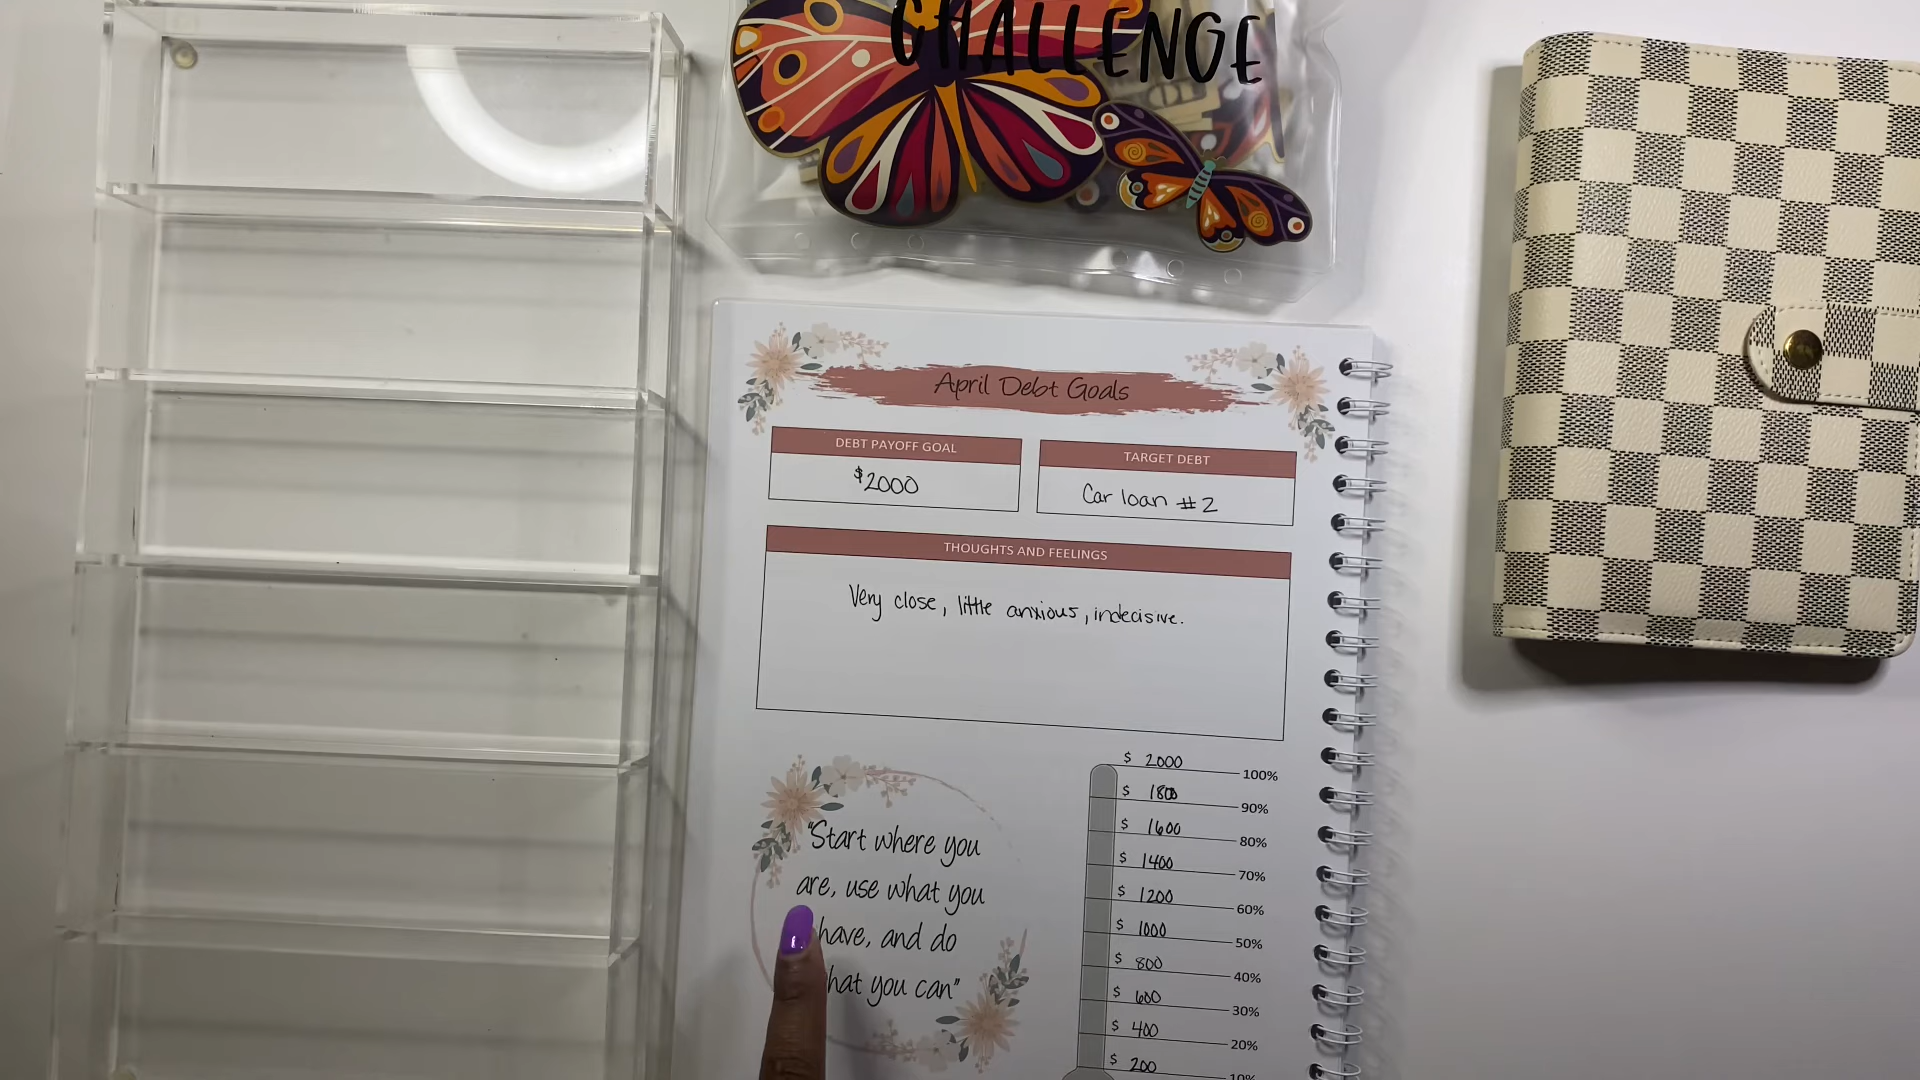 CHALLENGE
April Debt Goals
DEBT PAYOFF GOAL
$2000
TARGET DEBT
Car loan #2
THOUGHTS AND FEELINGS
Very close, little anxious, indecisive.
"Start where you
are, use what you
have, and do
hat you can"
$ 2000 100%
$ 1800 90%
$ 1600 80%
$ 1400 70%
$ 1200 60%
$ 1000 50%
$ 800 40%
$ 600 30%
$ 400 20%
$ 200 10%